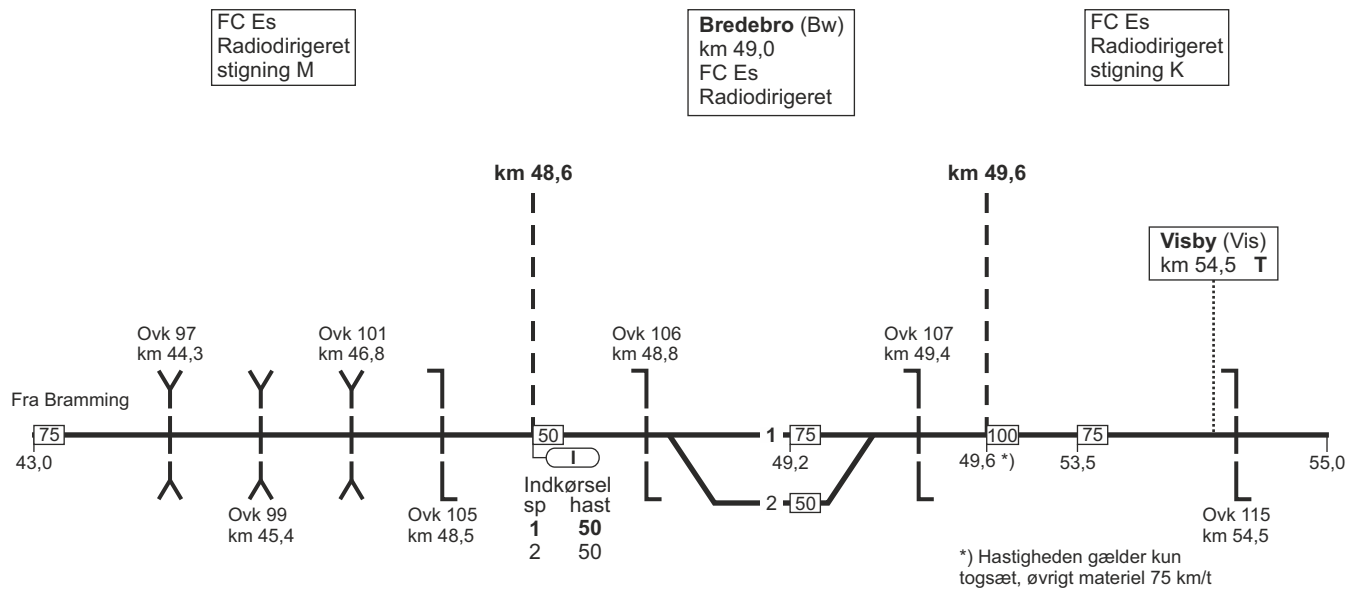 FC Es
Radiodirigeret
stigning M
Bredebro (Bw)
km 49,0
FC Es
Radiodirigeret
FC Es
Radiodirigeret
stigning K
km 48,6
km 49,6
Visby (Vis)
km 54,5 T
Ovk 97
km 44,3
Ovk 101
km 46,8
Ovk 106
km 48,8
Ovk 107
km 49,4
Fra Bramming
75
50
1
75
100
75
43,0
I
49,2
49,6 *)
53,5
55,0
Indkørsel
sp hast
1 50
2 50
2
50
Ovk 99
km 45,4
Ovk 105
km 48,5
Ovk 115
km 54,5
*) Hastigheden gælder kun
togsæt, øvrigt materiel 75 km/t